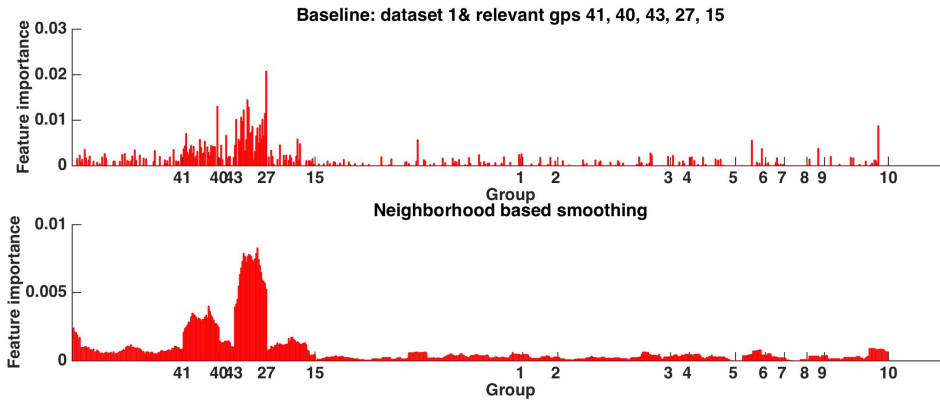 Baseline: dataset 1& relevant gps 41, 40, 43, 27, 15
Feature importance
0.03
0.02
0.01
0
41 40 43 27 15 1 2 3 4 5 6 7 8 9 10
Group
Neighborhood based smoothing
Feature importance
0.01
0.005
0
41 40 43 27 15 1 2 3 4 5 6 7 8 9 10
Group